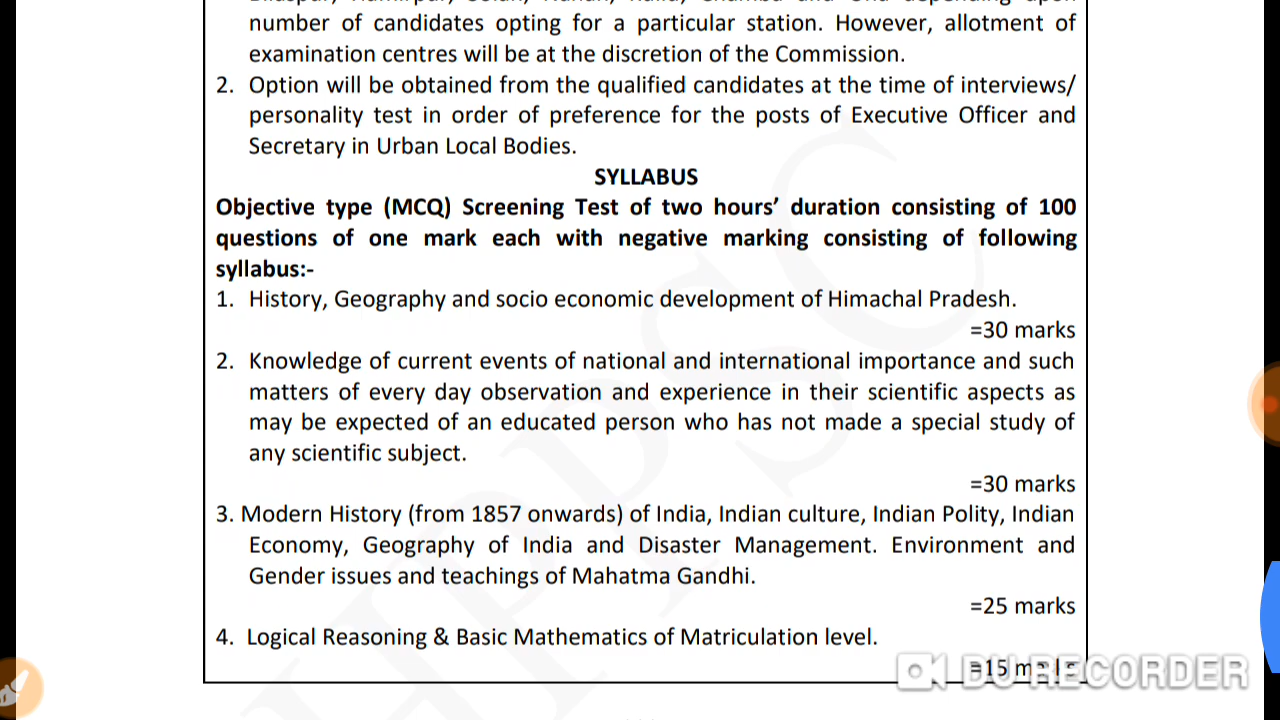 number of candidates opting for a particular station. However, allotment of
examination centres will be at the discretion of the Commission.
2. Option will be obtained from the qualified candidates at the time of interviews/
personality test in order of preference for the posts of Executive Officer and
Secretary in Urban Local Bodies.
SYLLABUS
Objective type (MCQ) Screening Test of two hours’ duration consisting of 100
questions of one mark each with negative marking consisting of following
syllabus:-
1. History, Geography and socio economic development of Himachal Pradesh.
=30 marks
2. Knowledge of current events of national and international importance and such
matters of every day observation and experience in their scientific aspects as
may be expected of an educated person who has not made a special study of
any scientific subject.
=30 marks
3. Modern History (from 1857 onwards) of India, Indian culture, Indian Polity, Indian
Economy, Geography of India and Disaster Management. Environment and
Gender issues and teachings of Mahatma Gandhi.
=25 marks
4. Logical Reasoning & Basic Mathematics of Matriculation level.
=15 marks
DU RECORDER
HPPSC